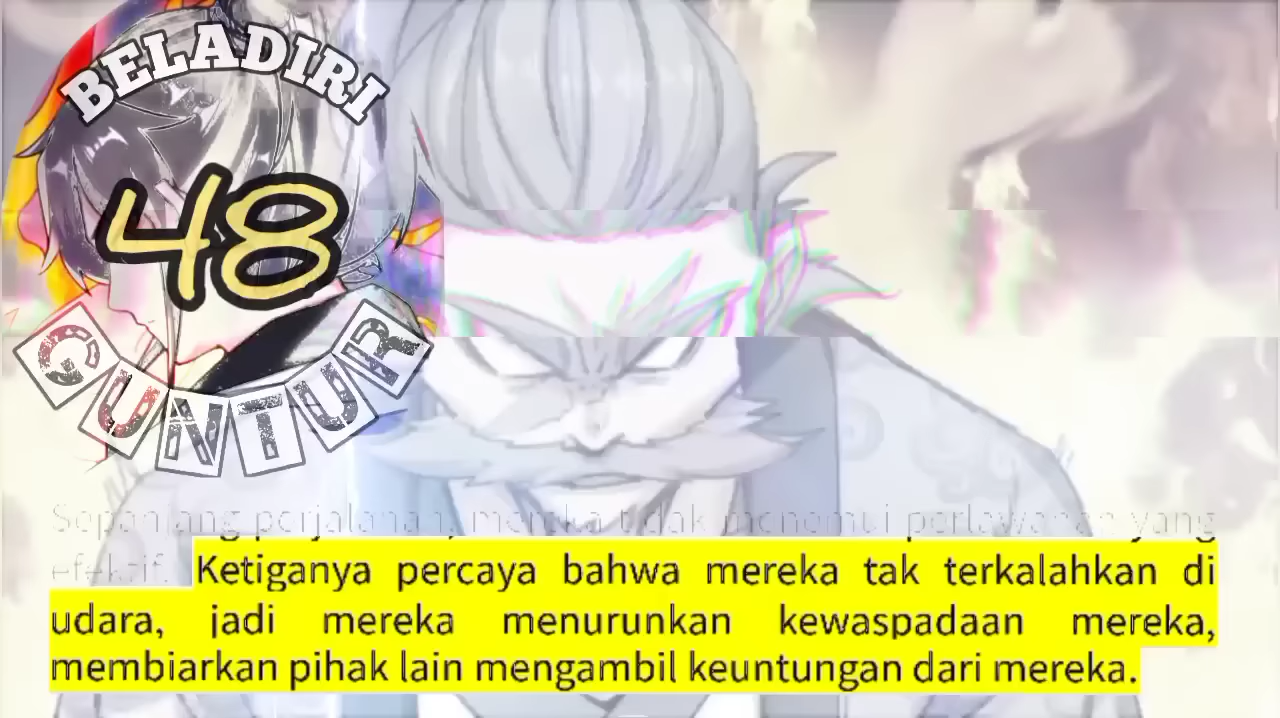 BELADIRI
48
GUNTUR
Sepanjang perjalanan, mereka tidak menemui perlawanan yang
efektif. Ketiganya percaya bahwa mereka tak terkalahkan di
udara, jadi mereka menurunkan kewaspadaan mereka,
membiarkan pihak lain mengambil keuntungan dari mereka.